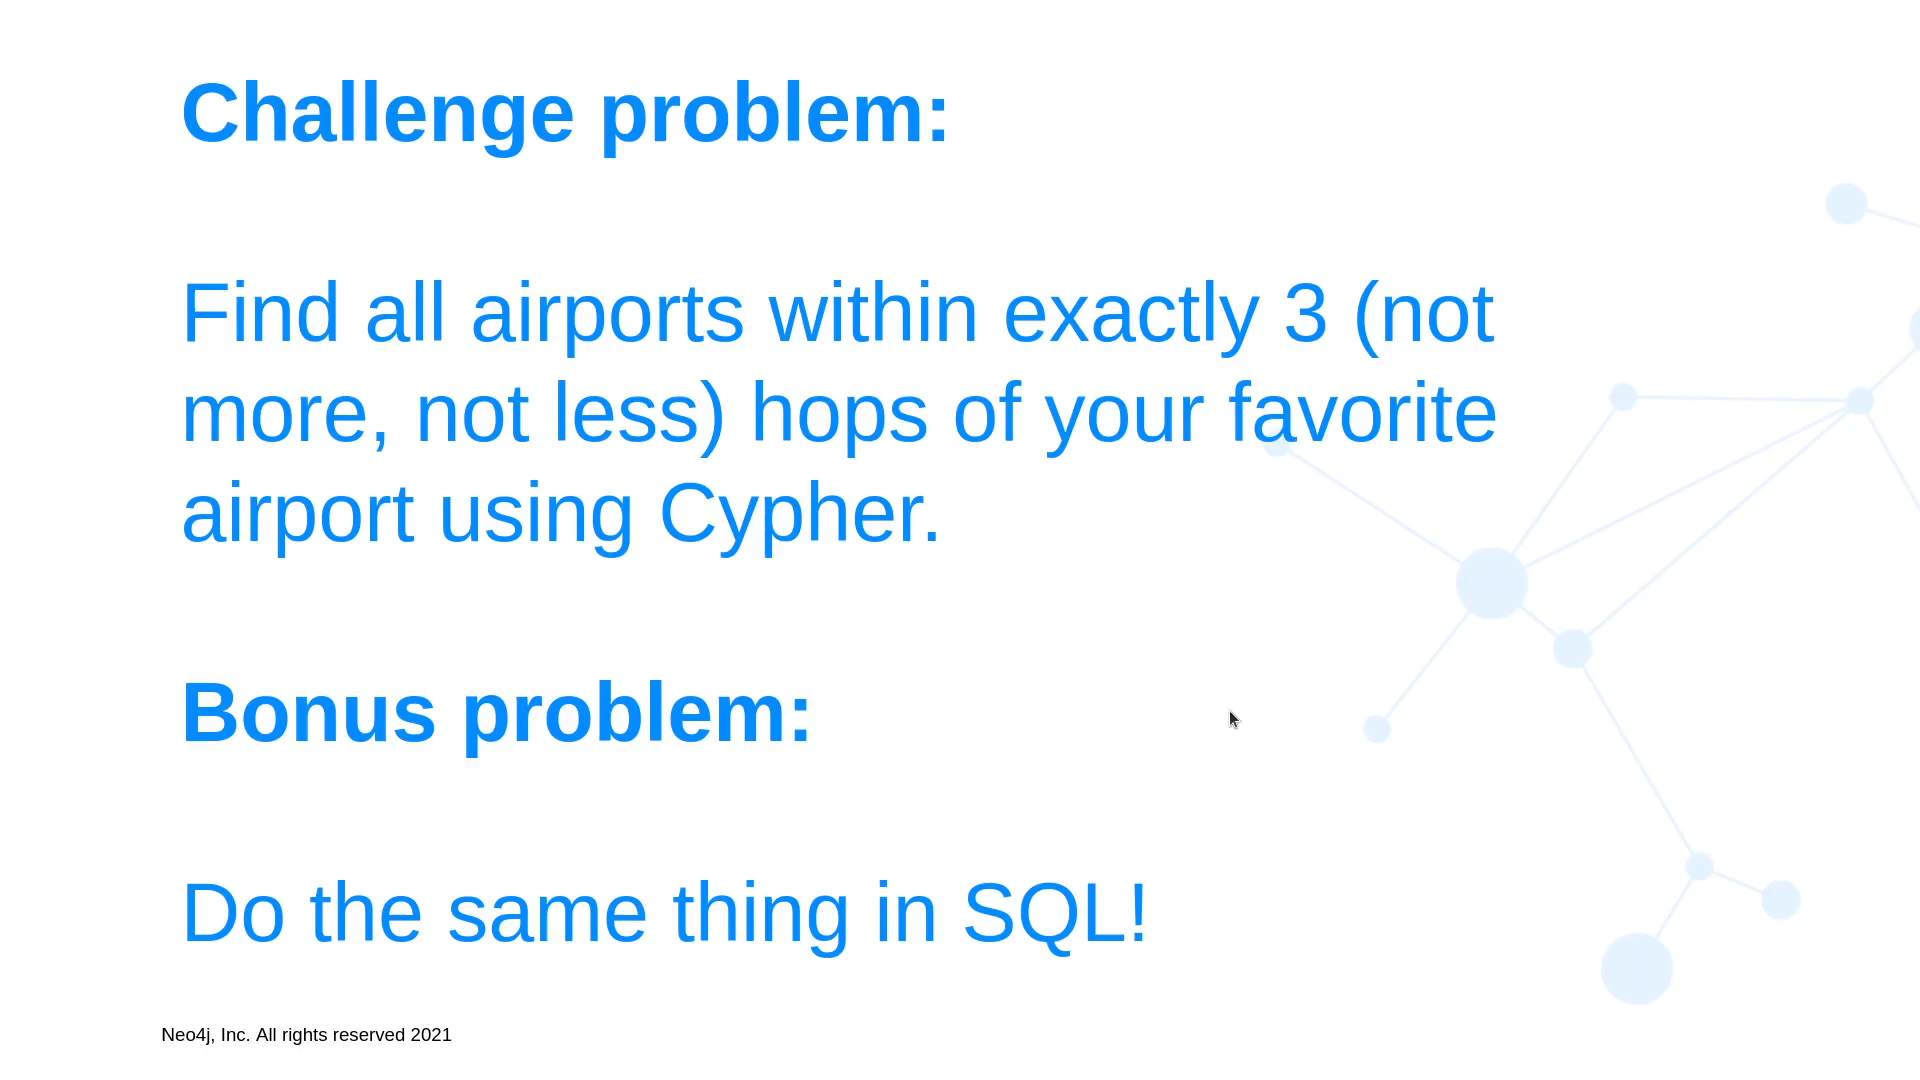 Challenge problem:
Find all airports within exactly 3 (not
more, not less) hops of your favorite
airport using Cypher.
Bonus problem:
Do the same thing in SQL!
Neo4j, Inc. All rights reserved 2021